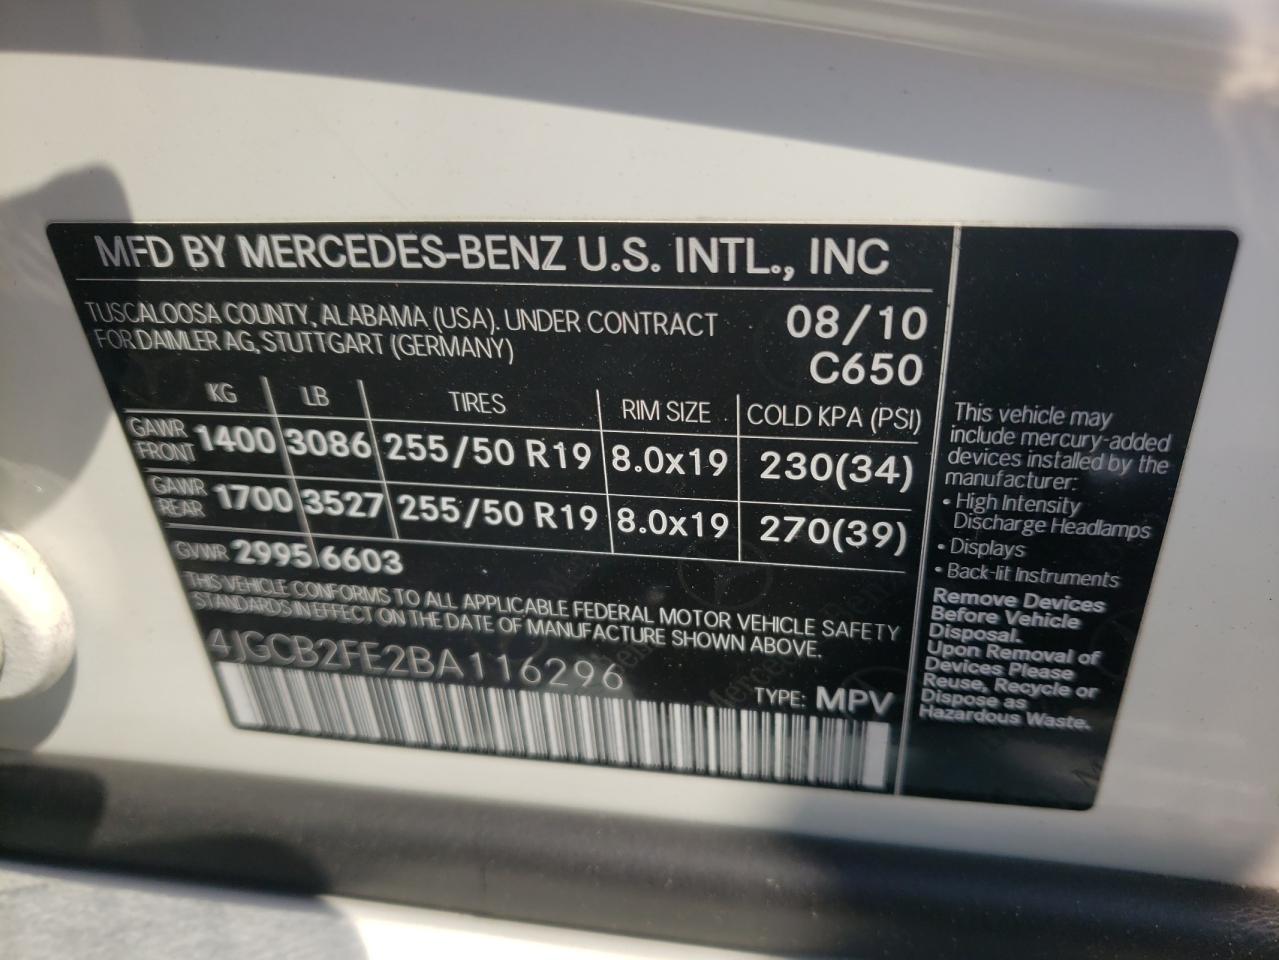 MFD BY MERCEDES-BENZ U.S. INTL., INC
TUSCALOOSA COUNTY, ALABAMA (USA). UNDER CONTRACT
FOR DAIMLER AG, STUTTGART (GERMANY)
08/10
C650
KG LB TIRES RIM SIZE COLD KPA (PSI)
GAWR FRONT 1400 3086 255/50 R19 8.0x19 230(34)
GAWR REAR 1700 3527 255/50 R19 8.0x19 270(39)
GVWR 2995 6603
THIS VEHICLE CONFORMS TO ALL APPLICABLE FEDERAL MOTOR VEHICLE SAFETY
STANDARDS IN EFFECT ON THE DATE OF MANUFACTURE SHOWN ABOVE.
4JGCB2FE2BA116296
TYPE: MPV
This vehicle may
include mercury-added
devices installed by the
manufacturer:
• High Intensity
Discharge Headlamps
• Displays
• Back-lit Instruments
Remove Devices
Before Vehicle
Disposal.
Upon Removal of
Devices Please
Reuse, Recycle or
Dispose as
Hazardous Waste.